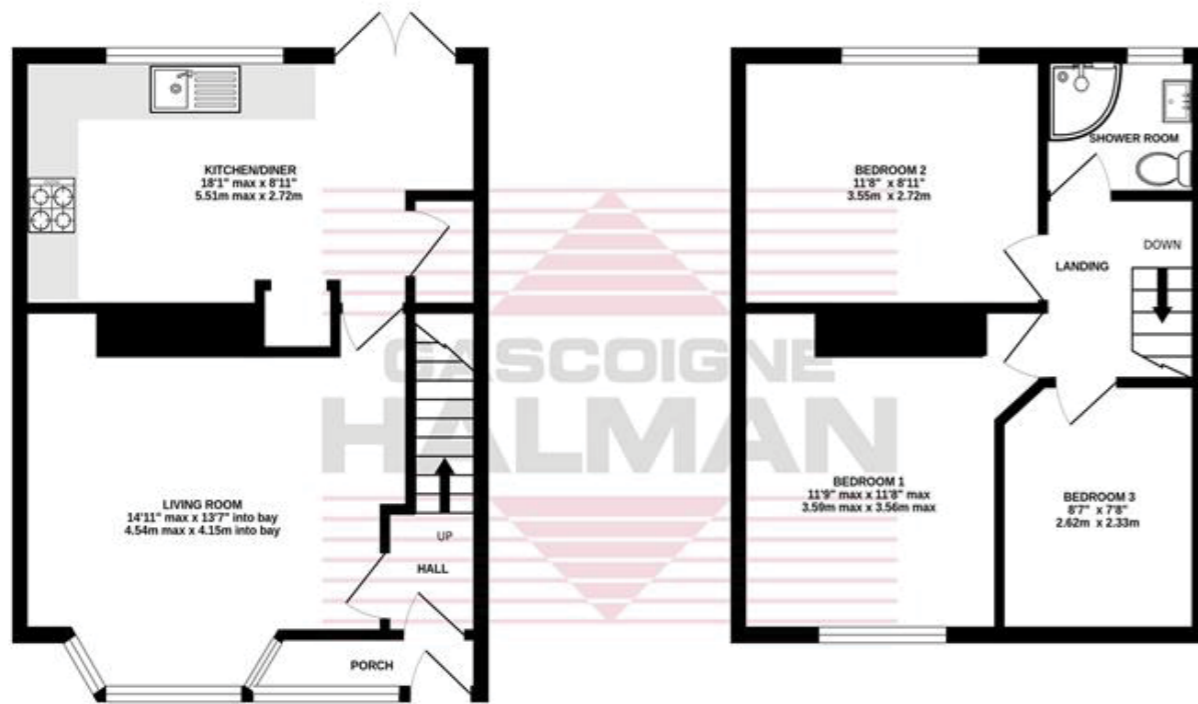 KITCHEN/DINER
18'1" max x 8'11"
5.51m max x 2.72m
LIVING ROOM
14'11" max x 13'7" into bay
4.54m max x 4.15m into bay
UP
HALL
PORCH
GASCOIGNE
HALMAN
BEDROOM 2
11'8" x 8'11"
3.55m x 2.72m
SHOWER ROOM
DOWN
LANDING
BEDROOM 1
11'9" max x 11'8" max
3.59m max x 3.56m max
BEDROOM 3
8'7" x 7'8"
2.62m x 2.33m